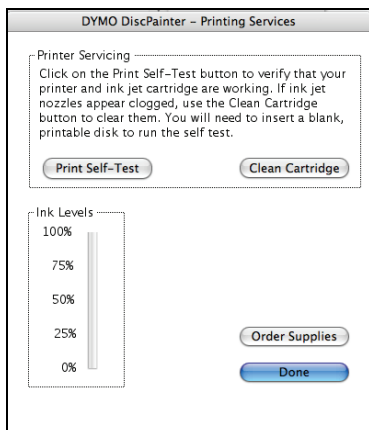 DYMO DiscPainter – Printing Services
Printer Servicing
Click on the Print Self-Test button to verify that your
printer and ink jet cartridge are working. If ink jet
nozzles appear clogged, use the Clean Cartridge
button to clear them. You will need to insert a blank,
printable disk to run the self test.
Print Self-Test
Clean Cartridge
Ink Levels
100%
75%
50%
25%
0%
Order Supplies
Done